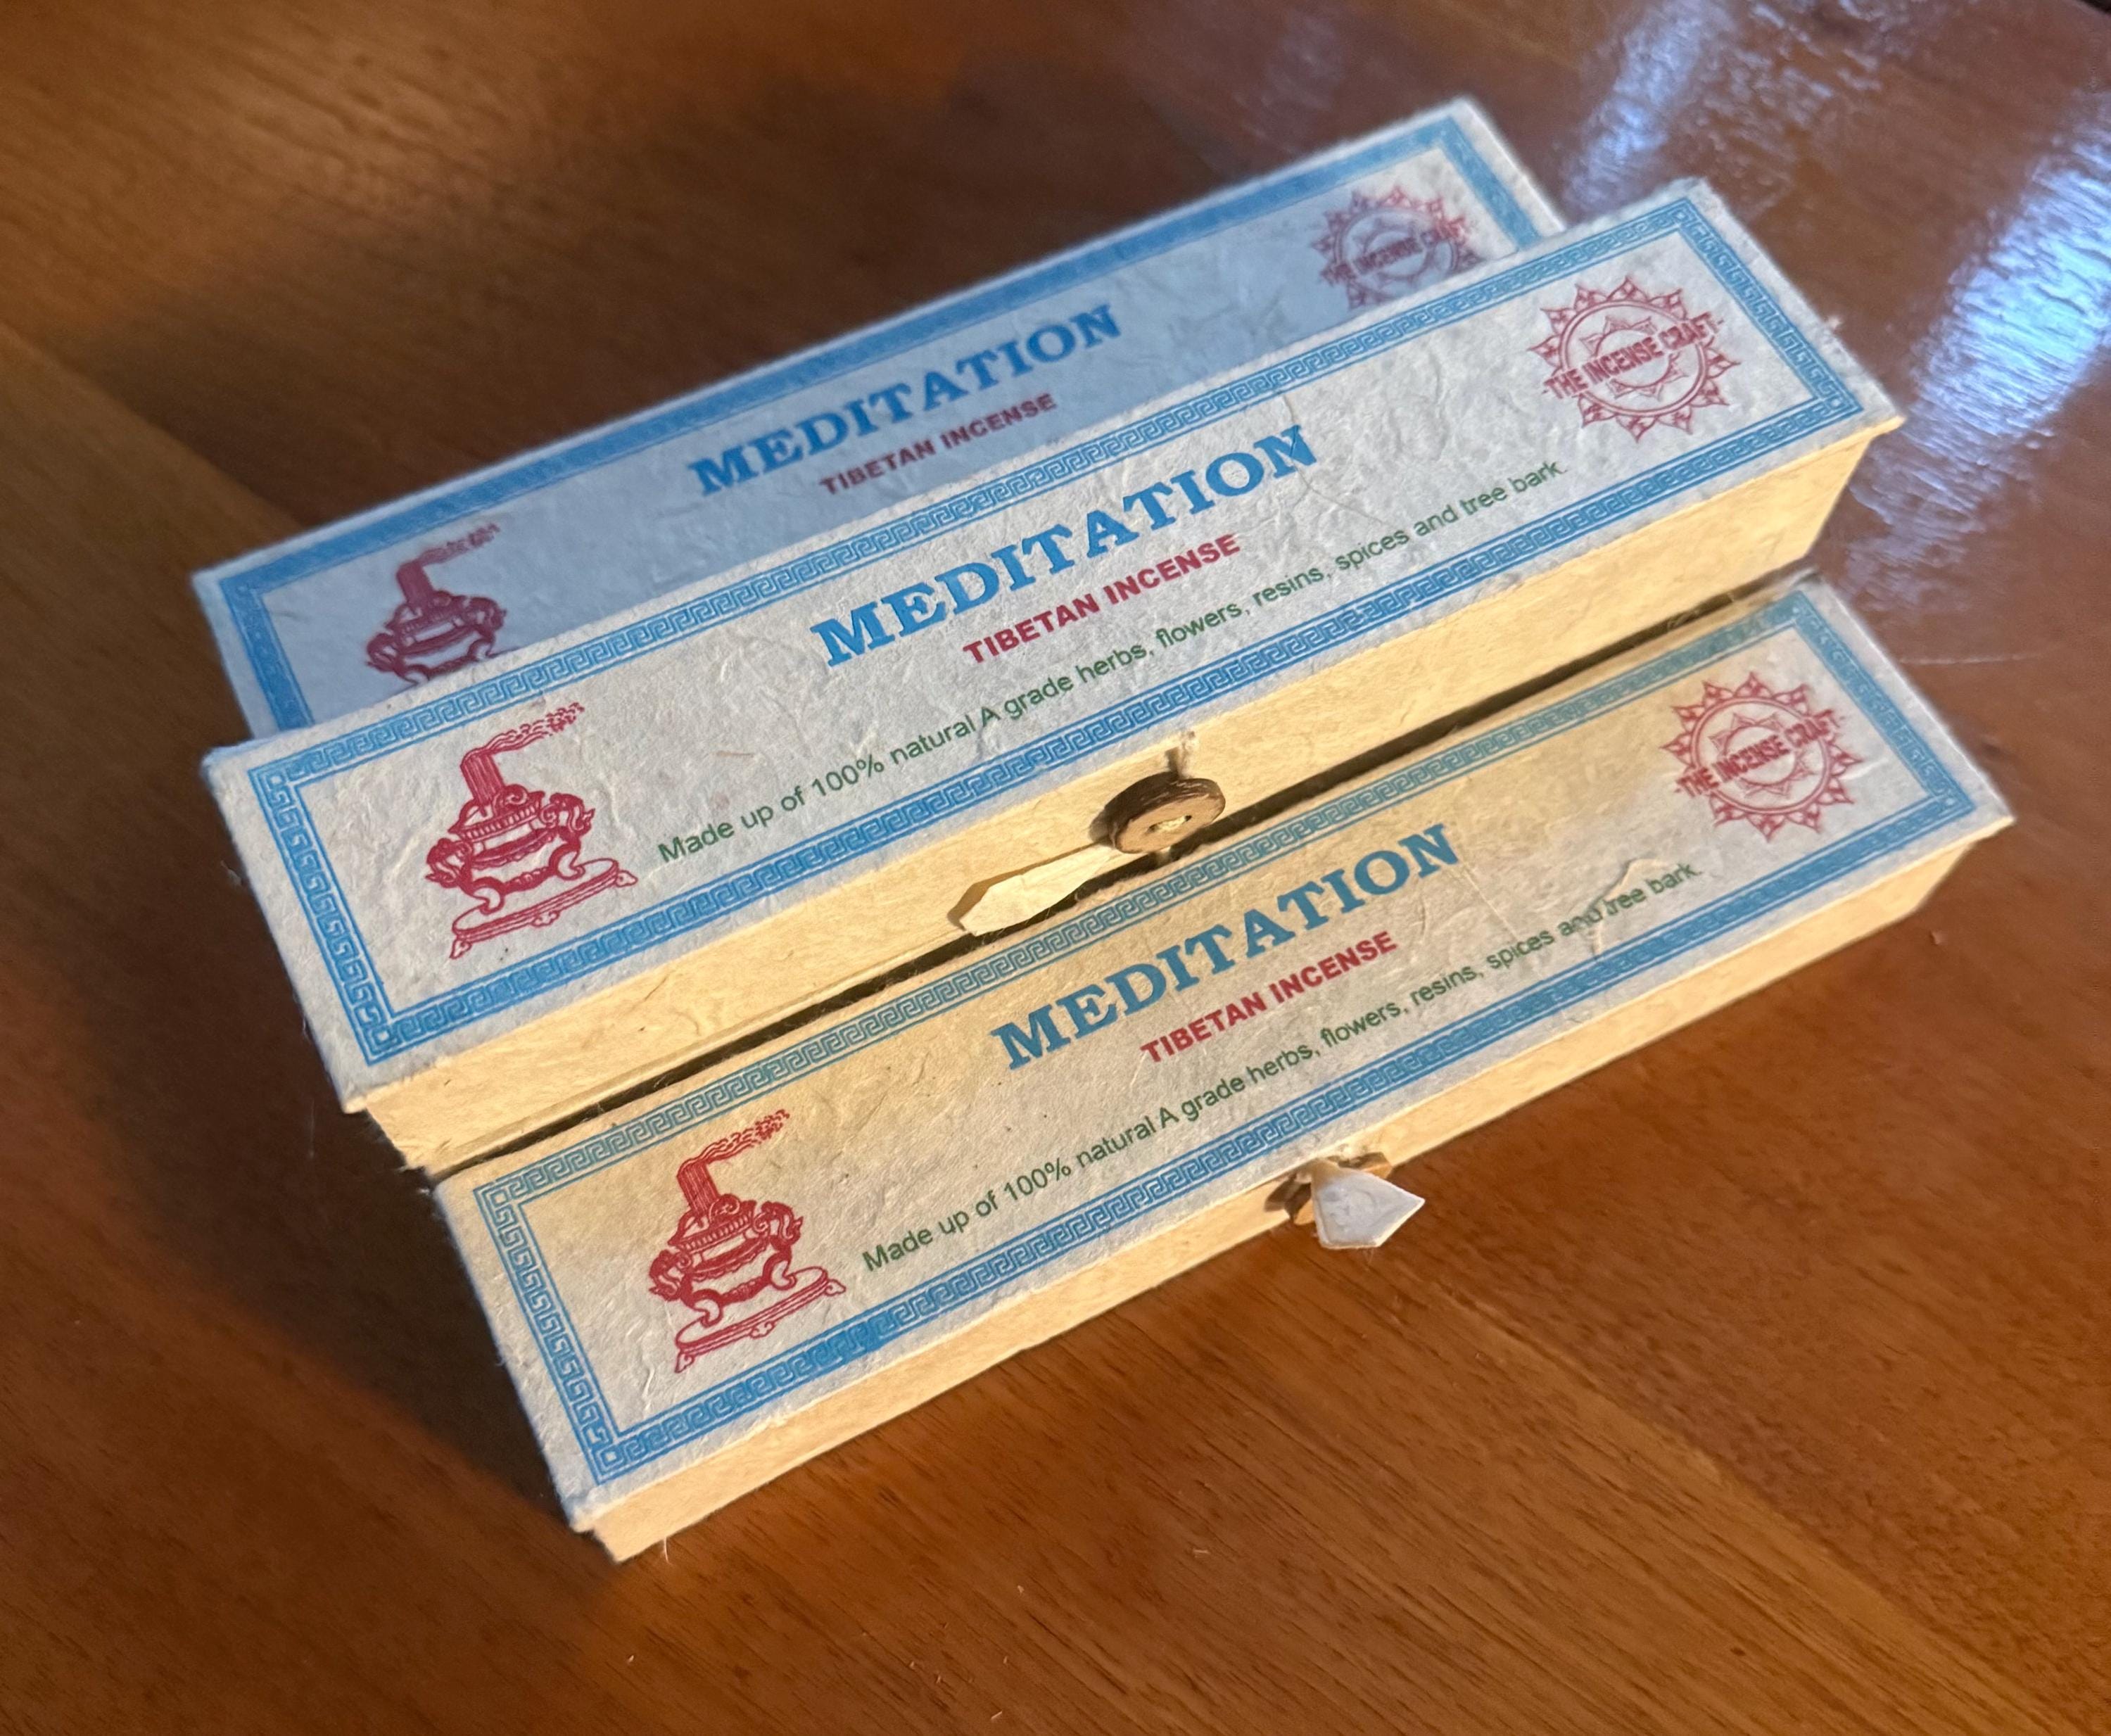 MEDITATION
TIBETAN INCENSE
THE INCENSE CRAFT
MEDITATION
TIBETAN INCENSE
Made up of 100% natural A grade herbs, flowers, resins, spices and tree bark.
THE INCENSE CRAFT
MEDITATION
TIBETAN INCENSE
Made up of 100% natural A grade herbs, flowers, resins, spices and tree bark.
THE INCENSE CRAFT